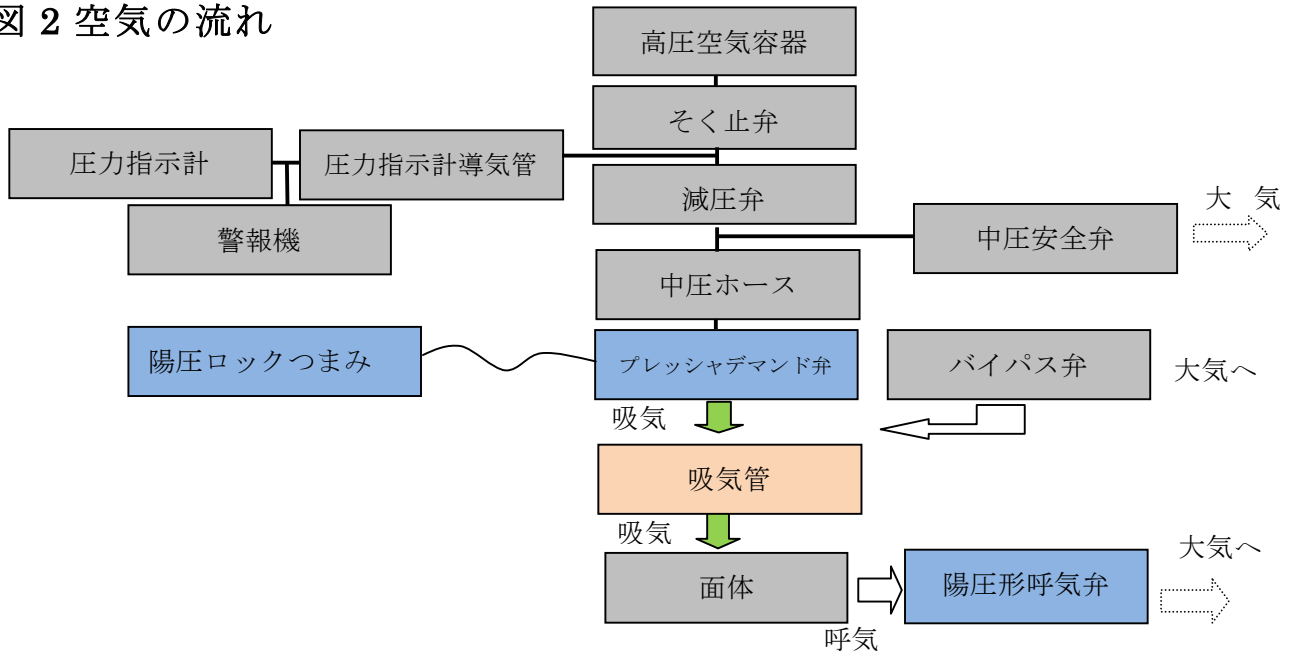 図 2 空気の流れ
高圧空気容器
そく止弁
圧力指示計
圧力指示計導気管
減圧弁
大 気
警報機
中圧安全弁
中圧ホース
陽圧ロックつまみ
プレッシャデマンド弁
バイパス弁
大気へ
吸気
吸気管
吸気
大気へ
面体
陽圧形呼気弁
呼気